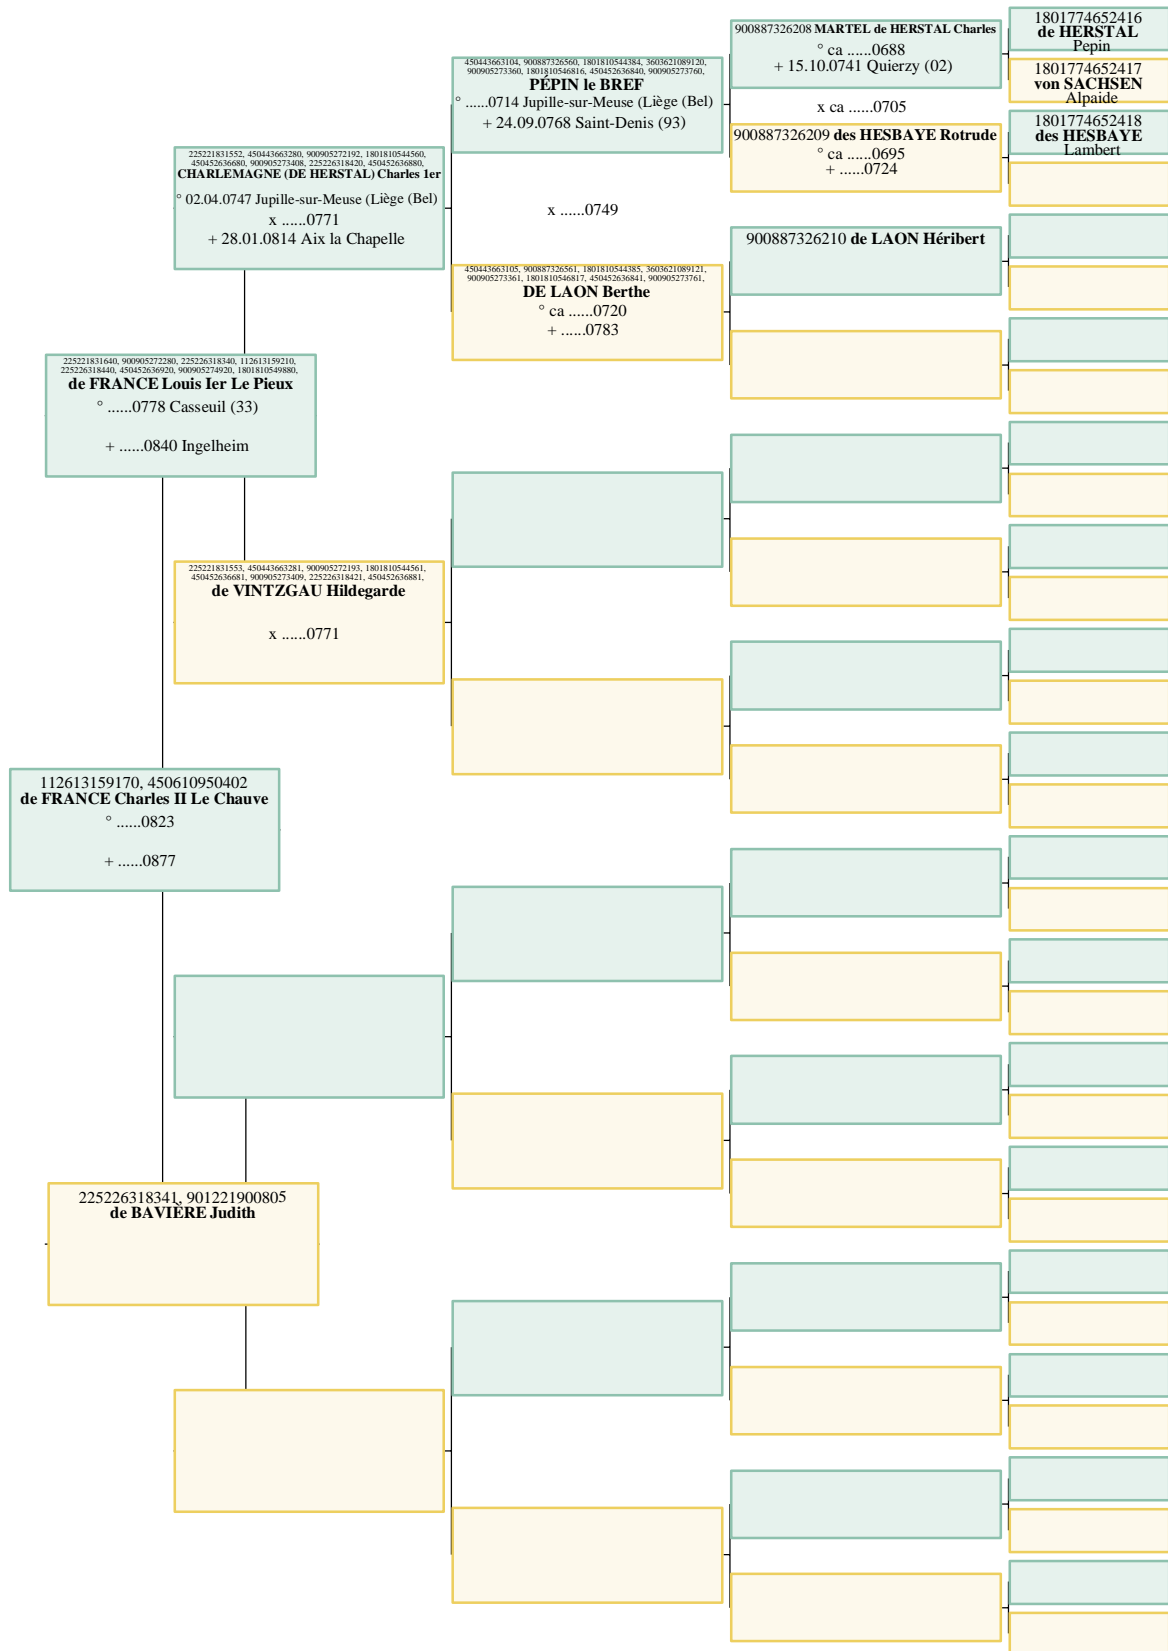 900887326208 MARTEL de HERSTAL Charles
° ca ......0688
+ 15.10.0741 Quierzy (02)
1801774652416
de HERSTAL
Pepin
1801774652417
von SACHSEN
Alpaide
450443663104, 900887326560, 1801810544384, 3603621089120,
900905273360, 1801810546816, 450452636840, 900905273760,
PÉPIN le BREF
° ......0714 Jupille-sur-Meuse (Liège (Bel)
+ 24.09.0768 Saint-Denis (93)
x ca ......0705
900887326209 des HESBAYE Rotrude
° ca ......0695
+ ......0724
1801774652418
des HESBAYE
Lambert
225221831552, 450443663280, 900905272192, 1801810544560,
450452636680, 900905273408, 225226318420, 450452636880,
CHARLEMAGNE (DE HERSTAL) Charles 1er
° 02.04.0747 Jupille-sur-Meuse (Liège (Bel)
x ......0771
+ 28.01.0814 Aix la Chapelle
x ......0749
900887326210 de LAON Héribert
450443663105, 900887326561, 1801810544385, 3603621089121,
900905273361, 1801810546817, 450452636841, 900905273761,
DE LAON Berthe
° ca ......0720
+ ......0783
225221831640, 900905272280, 225226318340, 112613159210,
225226318440, 450452636920, 900905274920, 1801810549880,
de FRANCE Louis Ier Le Pieux
° ......0778 Casseuil (33)
+ ......0840 Ingelheim
225221831553, 450443663281, 900905272193, 1801810544561,
450452636681, 900905273409, 225226318421, 450452636881,
de VINTZGAU Hildegarde
x ......0771
112613159170, 450610950402
de FRANCE Charles II Le Chauve
° ......0823
+ ......0877
225226318341, 901221900805
de BAVIÈRE Judith